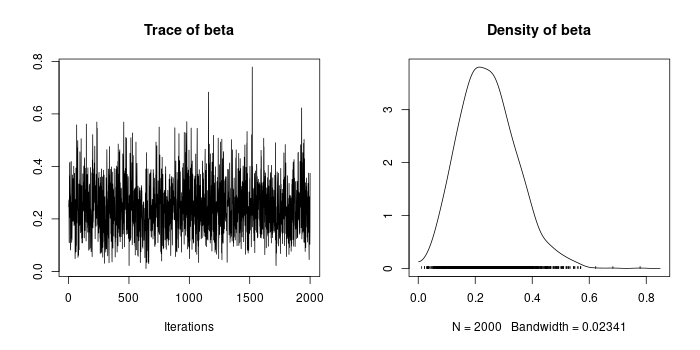 Trace of beta
0.0 0.2 0.4 0.6 0.8
0 500 1000 1500 2000
Iterations
Density of beta
0 1 2 3
0.0 0.2 0.4 0.6 0.8
N = 2000 Bandwidth = 0.02341